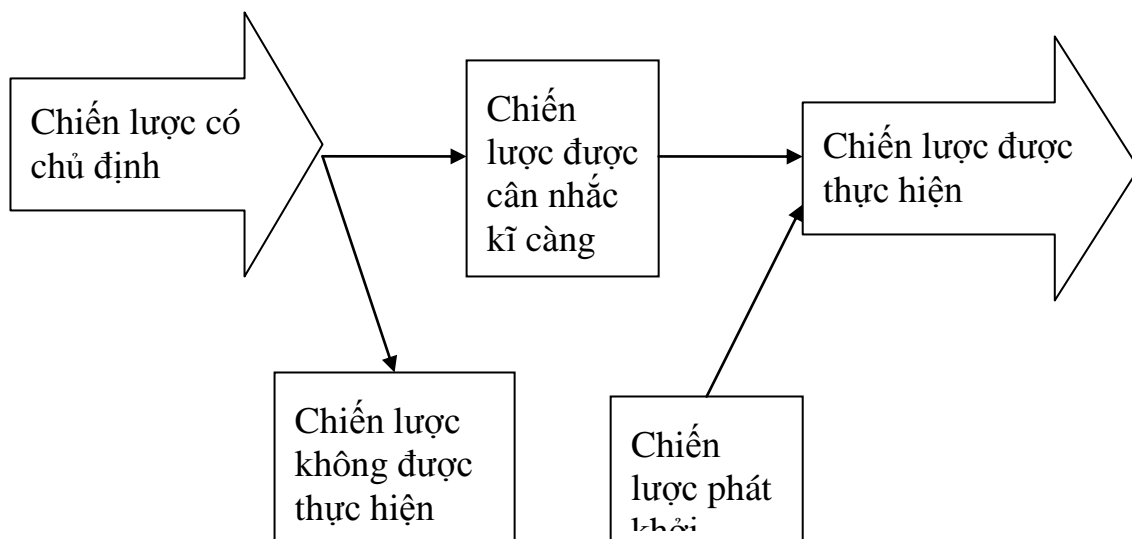 Chiến lược có
chủ định
Chiến
lược được
cân nhắc
kĩ càng
Chiến lược được
thực hiện
Chiến lược
không được
thực hiện
Chiến
lược phát
khởi